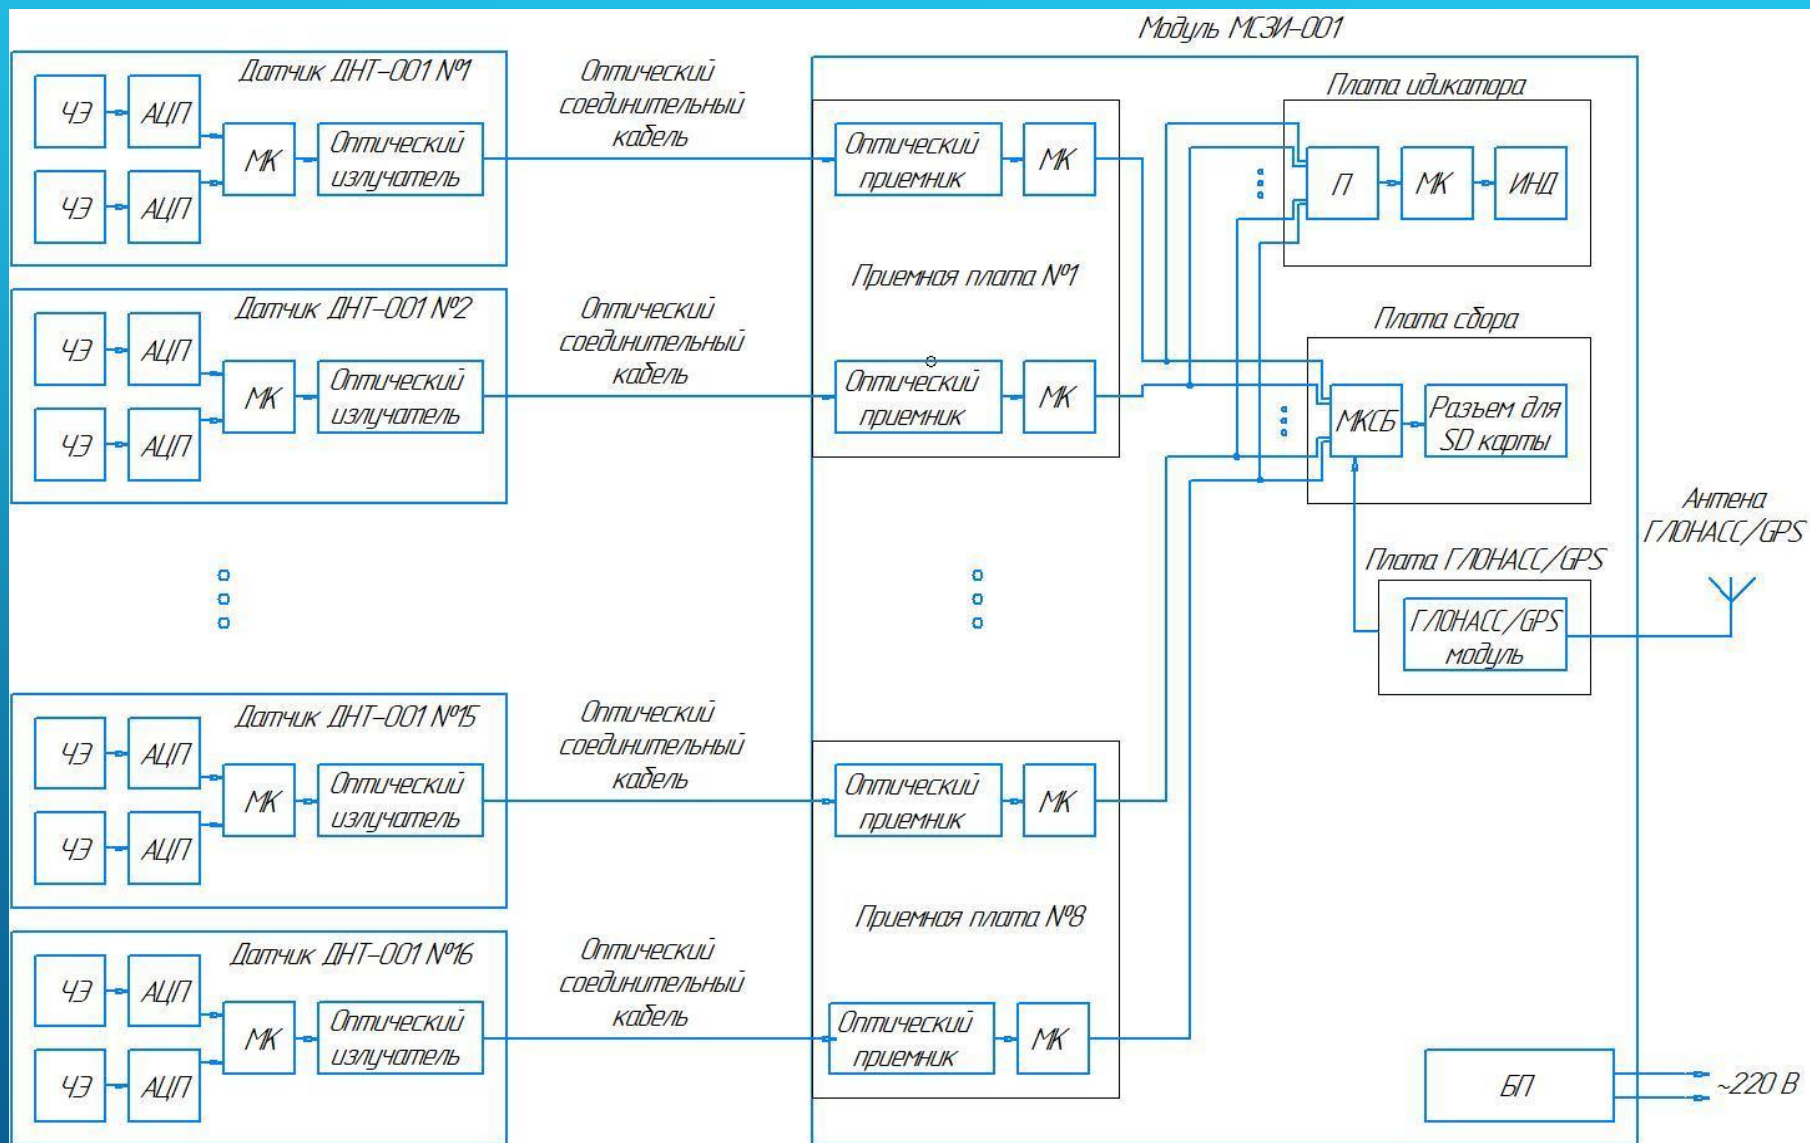 Модуль МСЗИ-001
Датчик ДНТ-001 №1
ЧЭ
АЦП
ЧЭ
АЦП
МК
Оптический
излучатель
Оптический
соединительный
кабель
Датчик ДНТ-001 №2
ЧЭ
АЦП
ЧЭ
АЦП
МК
Оптический
излучатель
Оптический
соединительный
кабель
Датчик ДНТ-001 №15
ЧЭ
АЦП
ЧЭ
АЦП
МК
Оптический
излучатель
Оптический
соединительный
кабель
Датчик ДНТ-001 №16
ЧЭ
АЦП
ЧЭ
АЦП
МК
Оптический
излучатель
Оптический
соединительный
кабель
Оптический
приемник
МК
Приемная плата №1
Оптический
приемник
МК
Оптический
приемник
МК
Приемная плата №8
Оптический
приемник
МК
Плата идикатора
П
МК
ИНД
Плата сбора
МКСБ
Разъем для
SD карты
Плата ГЛОНАСС/GPS
ГЛОНАСС/GPS
модуль
Антена
ГЛОНАСС/GPS
БП
~220 В